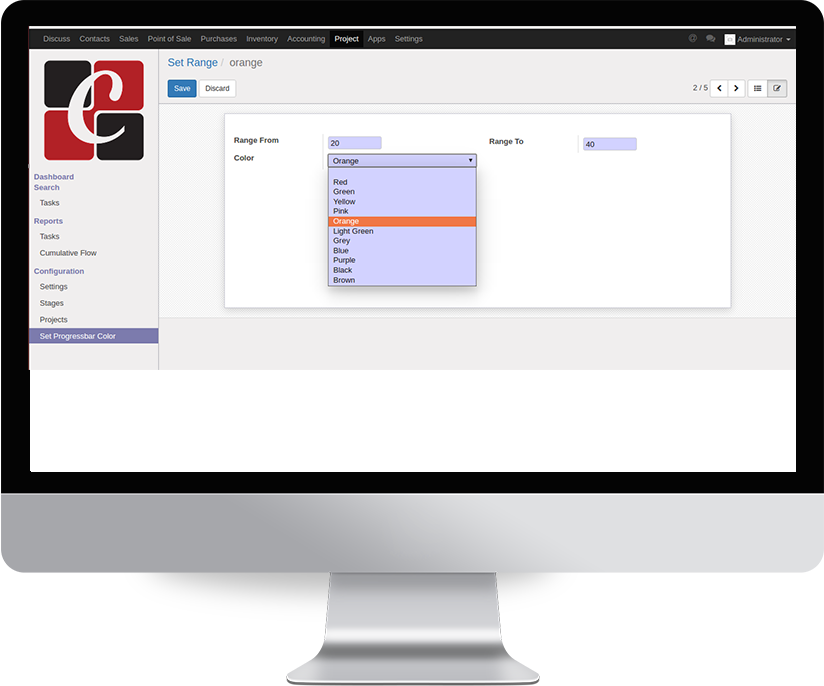 Discuss Contacts Sales Point of Sale Purchases Inventory Accounting Project Apps Settings Administrator
Set Range / orange
Save Discard 2 / 5
Dashboard
Search
Tasks
Reports
Tasks
Cumulative Flow
Configuration
Settings
Stages
Projects
Set Progressbar Color
Range From 20 Range To 40
Color Orange
Red
Green
Yellow
Pink
Orange
Light Green
Grey
Blue
Purple
Black
Brown